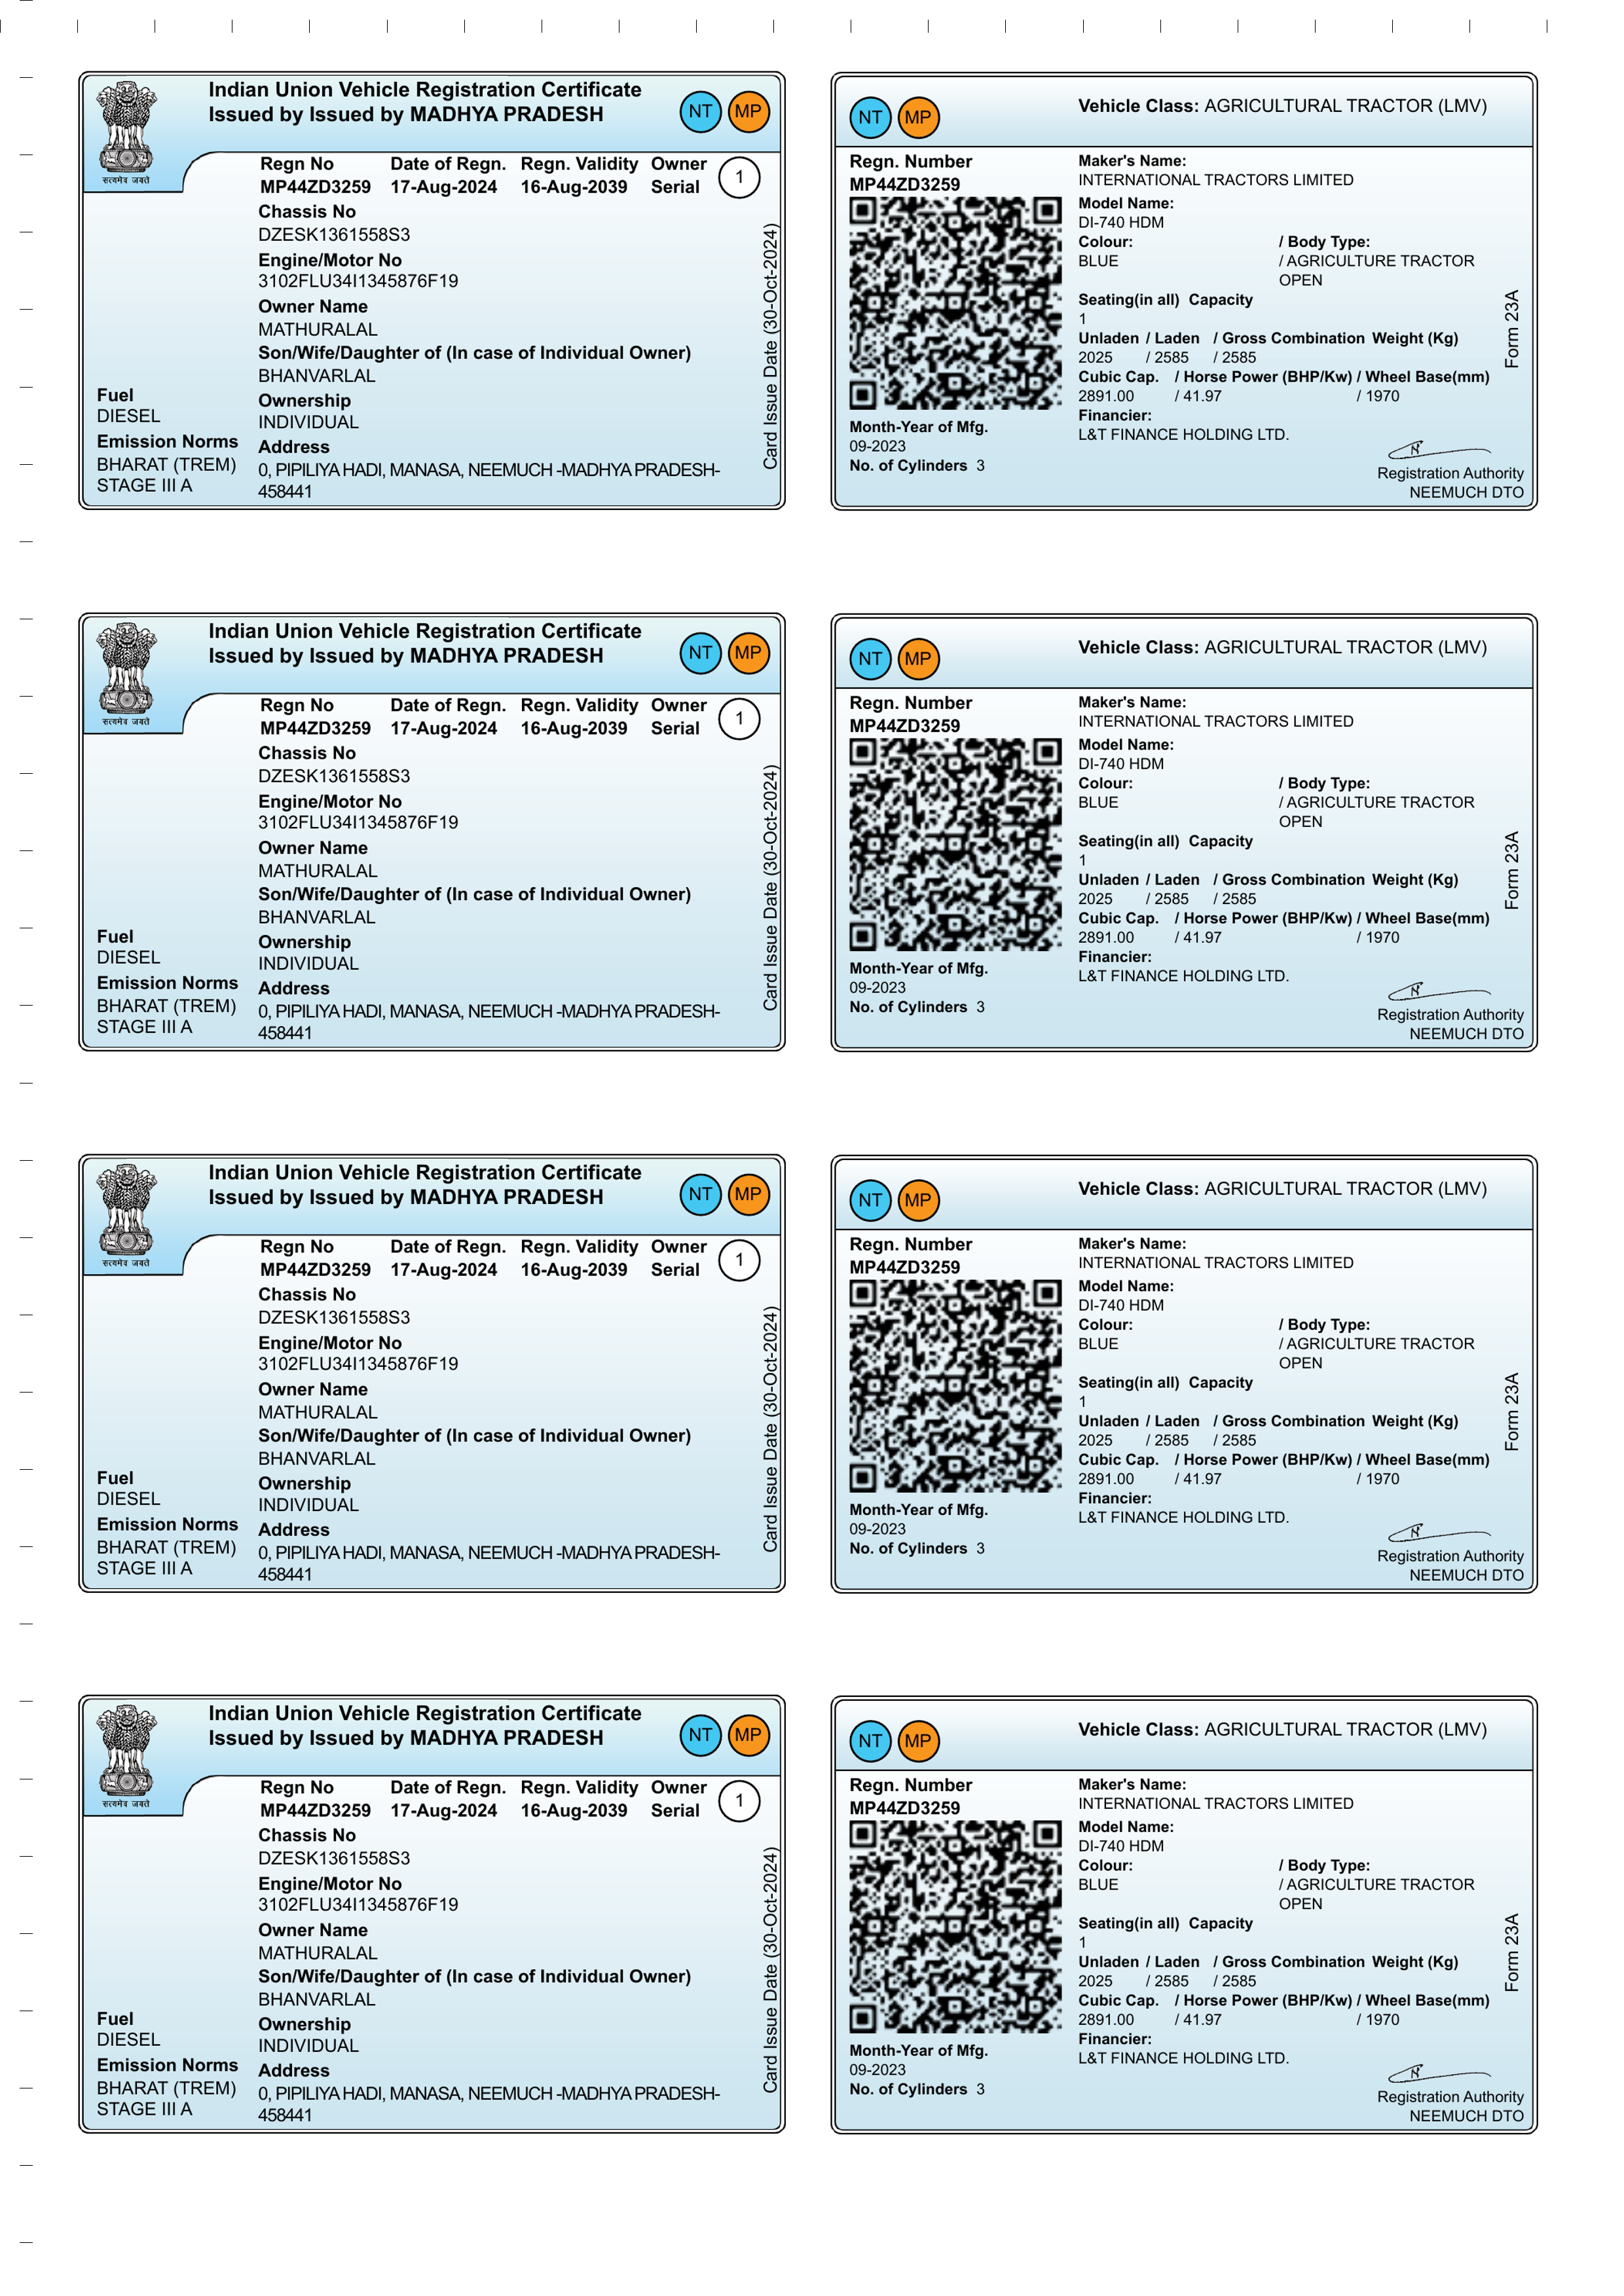 Indian Union Vehicle Registration Certificate
Issued by Issued by MADHYA PRADESH
NT MP
सत्यमेव जयते
Regn No Date of Regn. Regn. Validity Owner
MP44ZD3259 17-Aug-2024 16-Aug-2039 Serial 1
Chassis No
DZESK1361558S3
Engine/Motor No
3102FLU34I1345876F19
Owner Name
MATHURALAL
Son/Wife/Daughter of (In case of Individual Owner)
BHANVARLAL
Ownership
INDIVIDUAL
Address
0, PIPILIYA HADI, MANASA, NEEMUCH -MADHYA PRADESH-
458441
Fuel
DIESEL
Emission Norms
BHARAT (TREM)
STAGE III A
Card Issue Date (30-Oct-2024)
NT MP
Vehicle Class: AGRICULTURAL TRACTOR (LMV)
Regn. Number
MP44ZD3259
Month-Year of Mfg.
09-2023
No. of Cylinders 3
Maker's Name:
INTERNATIONAL TRACTORS LIMITED
Model Name:
DI-740 HDM
Colour: / Body Type:
BLUE / AGRICULTURE TRACTOR
OPEN
Seating(in all) Capacity
1
Unladen / Laden / Gross Combination Weight (Kg)
2025 / 2585 / 2585
Cubic Cap. / Horse Power (BHP/Kw) / Wheel Base(mm)
2891.00 / 41.97 / 1970
Financier:
L&T FINANCE HOLDING LTD.
Form 23A
Registration Authority
NEEMUCH DTO
Indian Union Vehicle Registration Certificate
Issued by Issued by MADHYA PRADESH
NT MP
सत्यमेव जयते
Regn No Date of Regn. Regn. Validity Owner
MP44ZD3259 17-Aug-2024 16-Aug-2039 Serial 1
Chassis No
DZESK1361558S3
Engine/Motor No
3102FLU34I1345876F19
Owner Name
MATHURALAL
Son/Wife/Daughter of (In case of Individual Owner)
BHANVARLAL
Ownership
INDIVIDUAL
Address
0, PIPILIYA HADI, MANASA, NEEMUCH -MADHYA PRADESH-
458441
Fuel
DIESEL
Emission Norms
BHARAT (TREM)
STAGE III A
Card Issue Date (30-Oct-2024)
NT MP
Vehicle Class: AGRICULTURAL TRACTOR (LMV)
Regn. Number
MP44ZD3259
Month-Year of Mfg.
09-2023
No. of Cylinders 3
Maker's Name:
INTERNATIONAL TRACTORS LIMITED
Model Name:
DI-740 HDM
Colour: / Body Type:
BLUE / AGRICULTURE TRACTOR
OPEN
Seating(in all) Capacity
1
Unladen / Laden / Gross Combination Weight (Kg)
2025 / 2585 / 2585
Cubic Cap. / Horse Power (BHP/Kw) / Wheel Base(mm)
2891.00 / 41.97 / 1970
Financier:
L&T FINANCE HOLDING LTD.
Form 23A
Registration Authority
NEEMUCH DTO
Indian Union Vehicle Registration Certificate
Issued by Issued by MADHYA PRADESH
NT MP
सत्यमेव जयते
Regn No Date of Regn. Regn. Validity Owner
MP44ZD3259 17-Aug-2024 16-Aug-2039 Serial 1
Chassis No
DZESK1361558S3
Engine/Motor No
3102FLU34I1345876F19
Owner Name
MATHURALAL
Son/Wife/Daughter of (In case of Individual Owner)
BHANVARLAL
Ownership
INDIVIDUAL
Address
0, PIPILIYA HADI, MANASA, NEEMUCH -MADHYA PRADESH-
458441
Fuel
DIESEL
Emission Norms
BHARAT (TREM)
STAGE III A
Card Issue Date (30-Oct-2024)
NT MP
Vehicle Class: AGRICULTURAL TRACTOR (LMV)
Regn. Number
MP44ZD3259
Month-Year of Mfg.
09-2023
No. of Cylinders 3
Maker's Name:
INTERNATIONAL TRACTORS LIMITED
Model Name:
DI-740 HDM
Colour: / Body Type:
BLUE / AGRICULTURE TRACTOR
OPEN
Seating(in all) Capacity
1
Unladen / Laden / Gross Combination Weight (Kg)
2025 / 2585 / 2585
Cubic Cap. / Horse Power (BHP/Kw) / Wheel Base(mm)
2891.00 / 41.97 / 1970
Financier:
L&T FINANCE HOLDING LTD.
Form 23A
Registration Authority
NEEMUCH DTO
Indian Union Vehicle Registration Certificate
Issued by Issued by MADHYA PRADESH
NT MP
सत्यमेव जयते
Regn No Date of Regn. Regn. Validity Owner
MP44ZD3259 17-Aug-2024 16-Aug-2039 Serial 1
Chassis No
DZESK1361558S3
Engine/Motor No
3102FLU34I1345876F19
Owner Name
MATHURALAL
Son/Wife/Daughter of (In case of Individual Owner)
BHANVARLAL
Ownership
INDIVIDUAL
Address
0, PIPILIYA HADI, MANASA, NEEMUCH -MADHYA PRADESH-
458441
Fuel
DIESEL
Emission Norms
BHARAT (TREM)
STAGE III A
Card Issue Date (30-Oct-2024)
NT MP
Vehicle Class: AGRICULTURAL TRACTOR (LMV)
Regn. Number
MP44ZD3259
Month-Year of Mfg.
09-2023
No. of Cylinders 3
Maker's Name:
INTERNATIONAL TRACTORS LIMITED
Model Name:
DI-740 HDM
Colour: / Body Type:
BLUE / AGRICULTURE TRACTOR
OPEN
Seating(in all) Capacity
1
Unladen / Laden / Gross Combination Weight (Kg)
2025 / 2585 / 2585
Cubic Cap. / Horse Power (BHP/Kw) / Wheel Base(mm)
2891.00 / 41.97 / 1970
Financier:
L&T FINANCE HOLDING LTD.
Form 23A
Registration Authority
NEEMUCH DTO